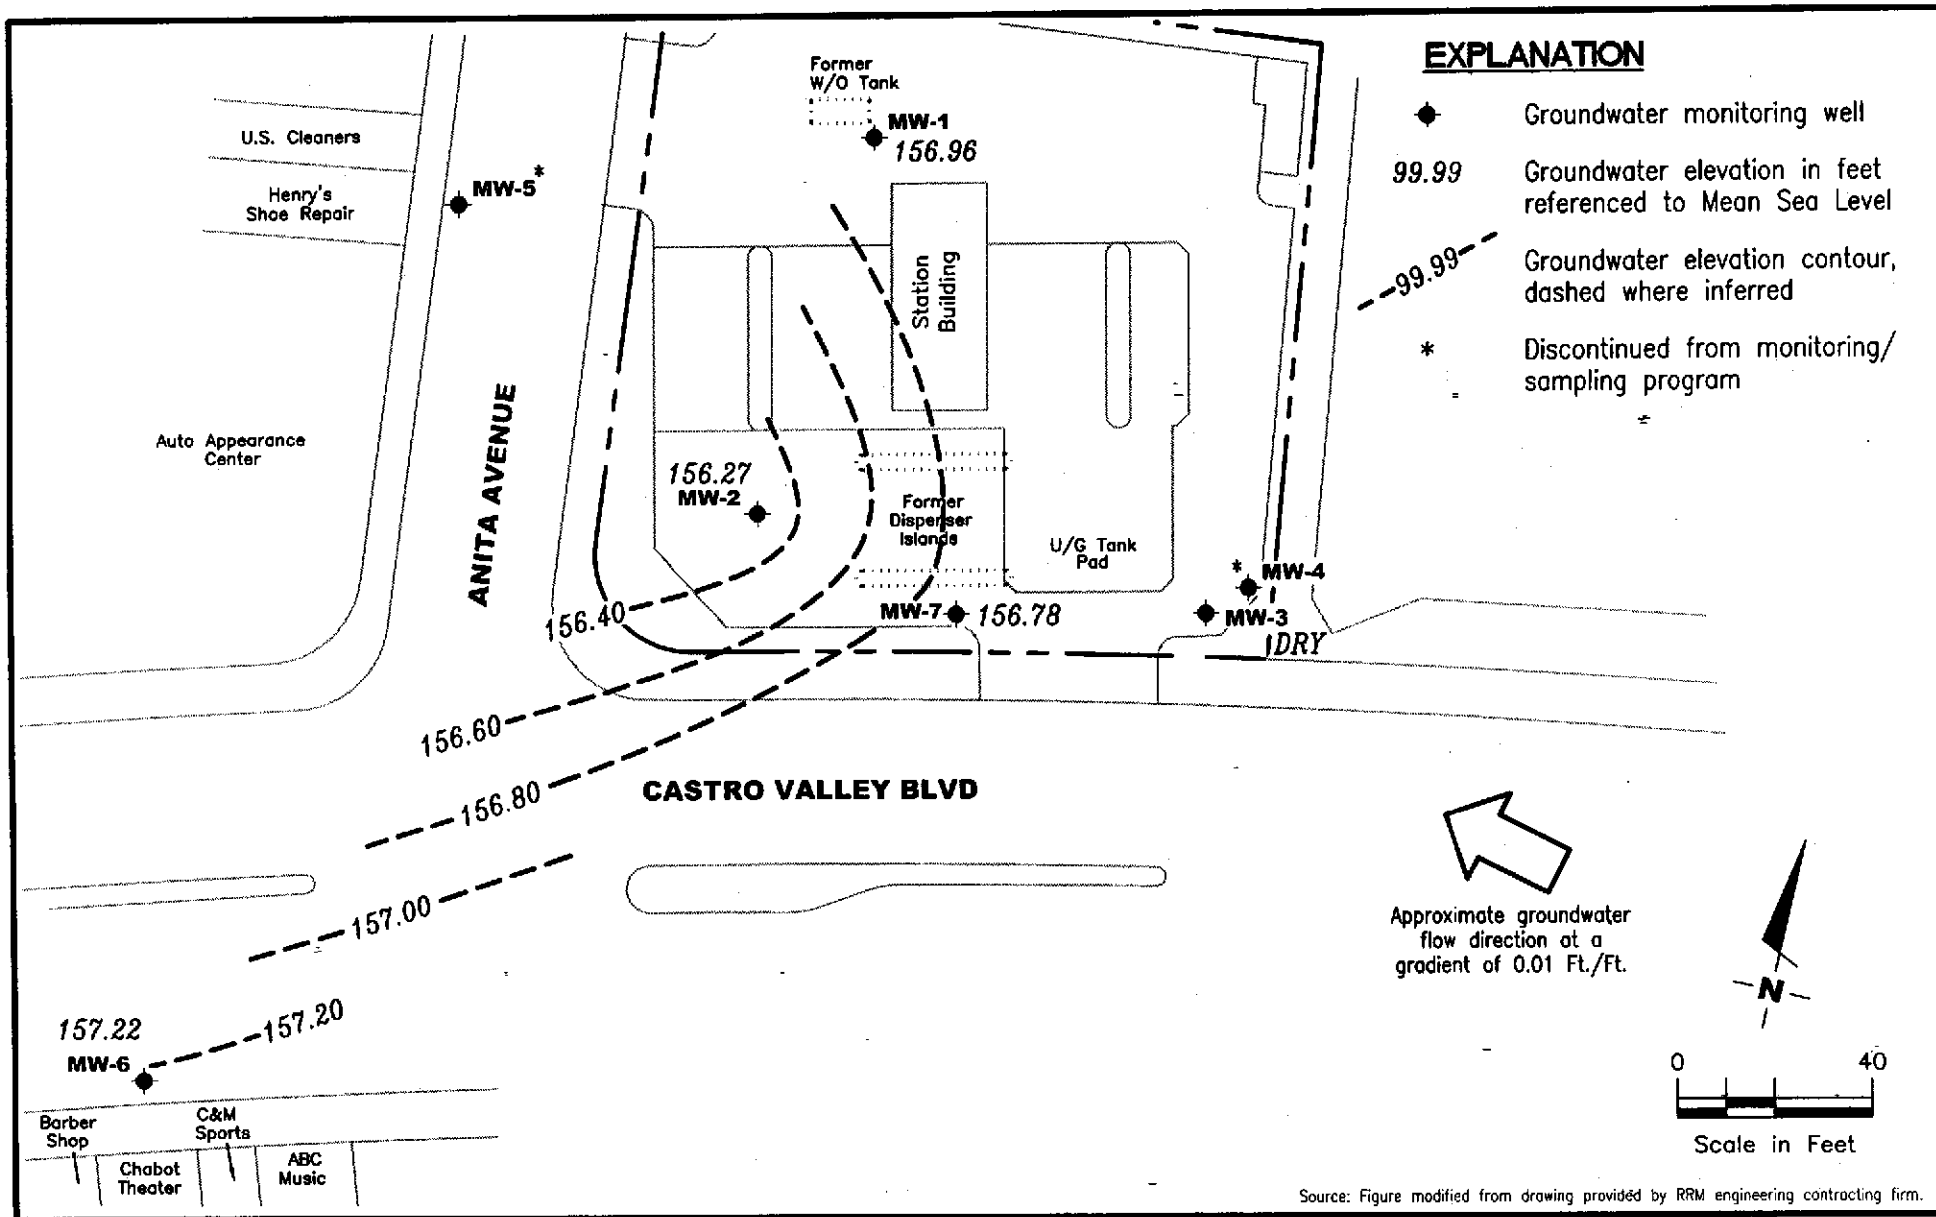 EXPLANATION
Groundwater monitoring well
99.99
Groundwater elevation in feet
referenced to Mean Sea Level
99.99
Groundwater elevation contour,
dashed where inferred
*
Discontinued from monitoring/
sampling program
Former
W/O Tank
MW-1
156.96
U.S. Cleaners
Henry's
Shoe Repair
MW-5*
Station
Building
ANITA AVENUE
Auto Appearance
Center
156.27
MW-2
Former
Dispenser
Islands
U/G Tank
Pad
* MW-4
MW-3
DRY
MW-7
156.78
156.40
156.60
156.80
CASTRO VALLEY BLVD
157.00
157.20
157.22
MW-6
Approximate groundwater
flow direction at a
gradient of 0.01 Ft./Ft.
N
0 40
Scale in Feet
Barber
Shop
C&M
Sports
Chabot
Theater
ABC
Music
Source: Figure modified from drawing provided by RRM engineering contracting firm.